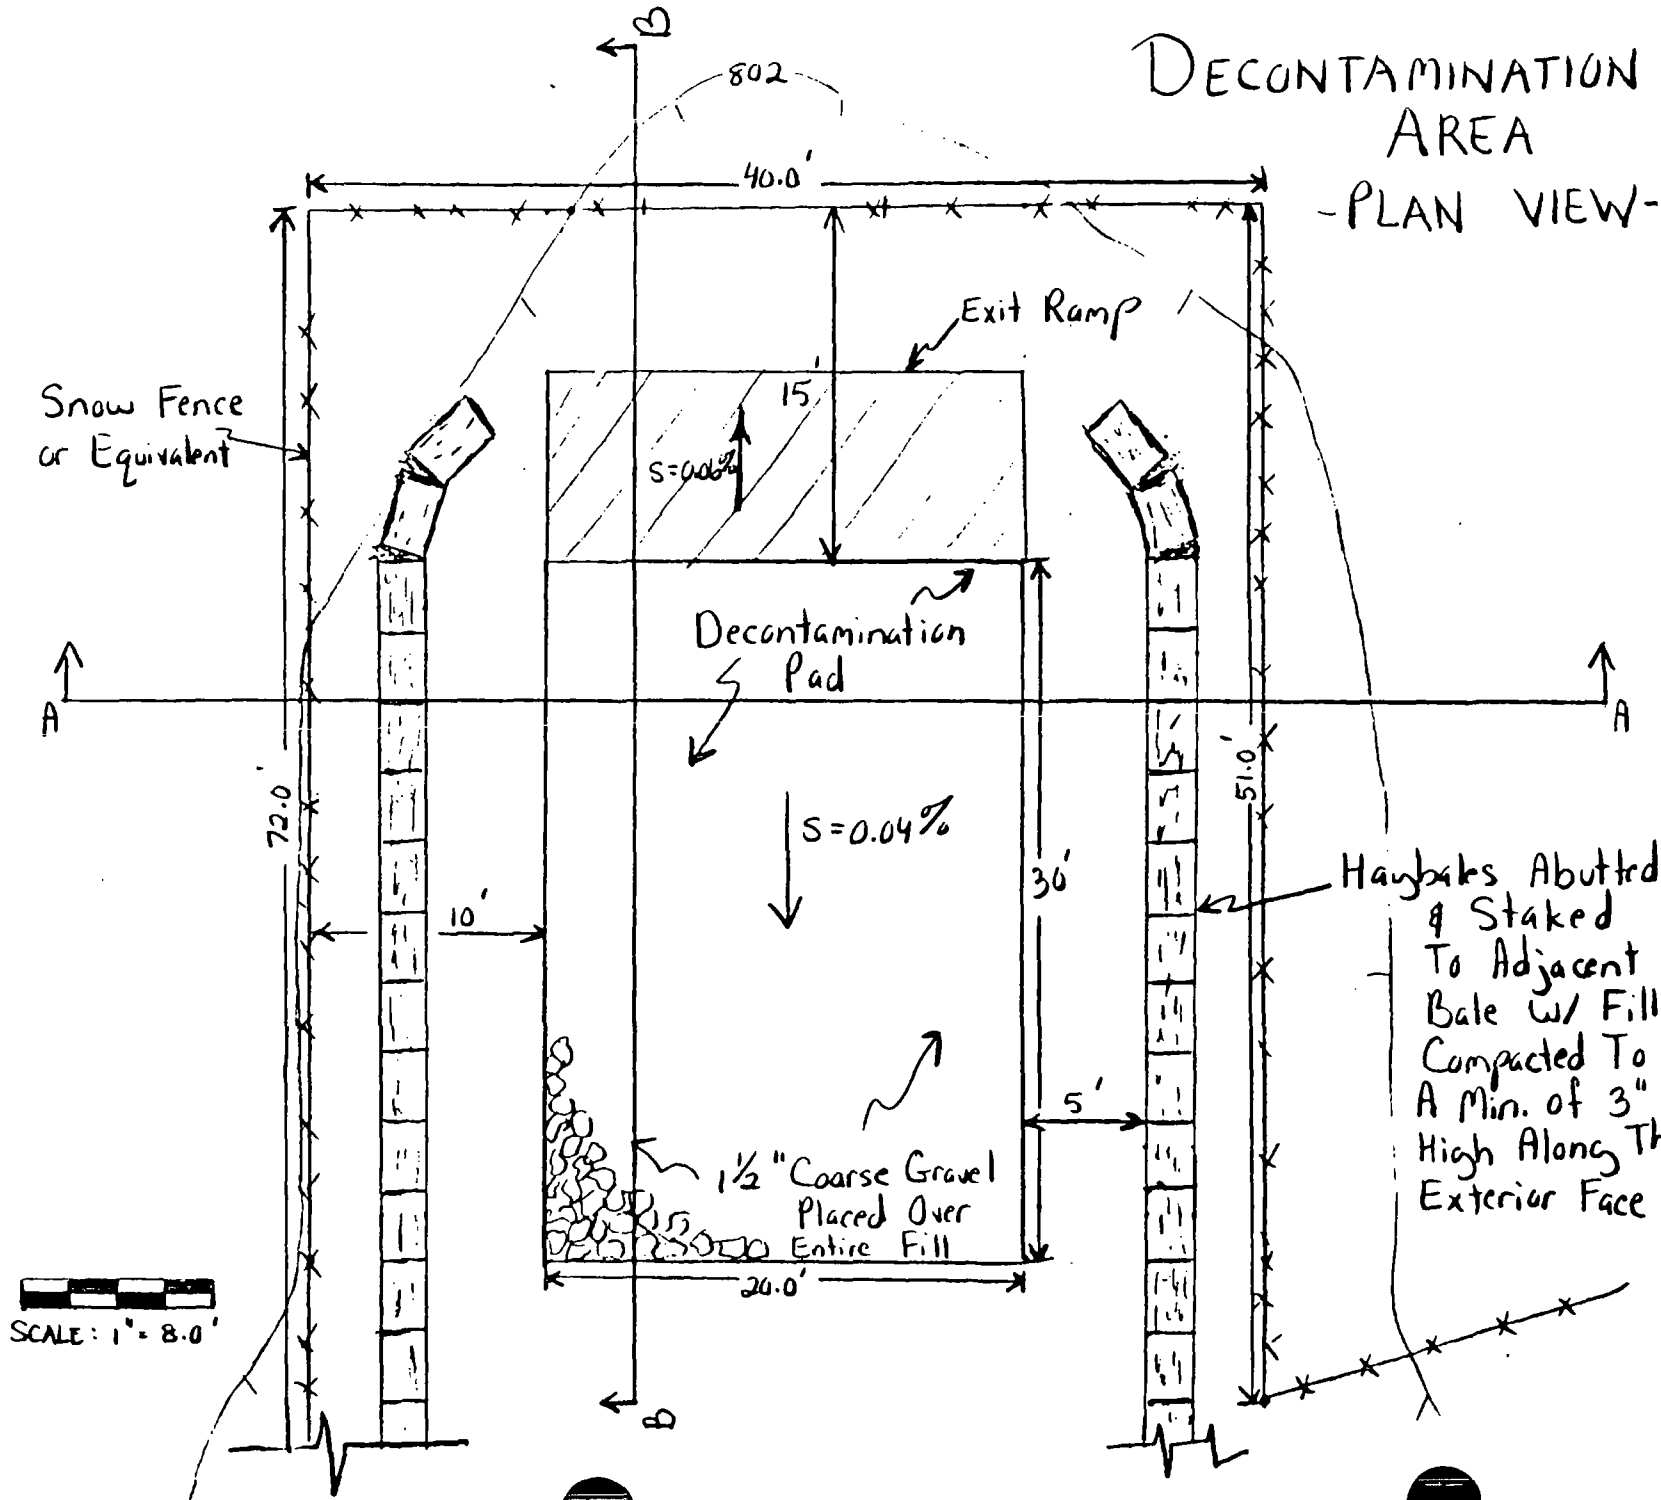 B
802
DECONTAMINATION
AREA
-PLAN VIEW-
40.0'
Exit Ramp
15'
Snow Fence
or Equivalent
S=0.06%
Decontamination
Pad
A
A
72.0'
51.0'
S=0.04%
30'
10'
Haybales Abutted
& Staked
To Adjacent
Bale W/ Fill
Compacted To
A Min. of 3"
High Along Th
Exterior Face
5'
1½" Coarse Gravel
Placed Over
Entire Fill
20.0'
SCALE: 1" = 8.0'
B